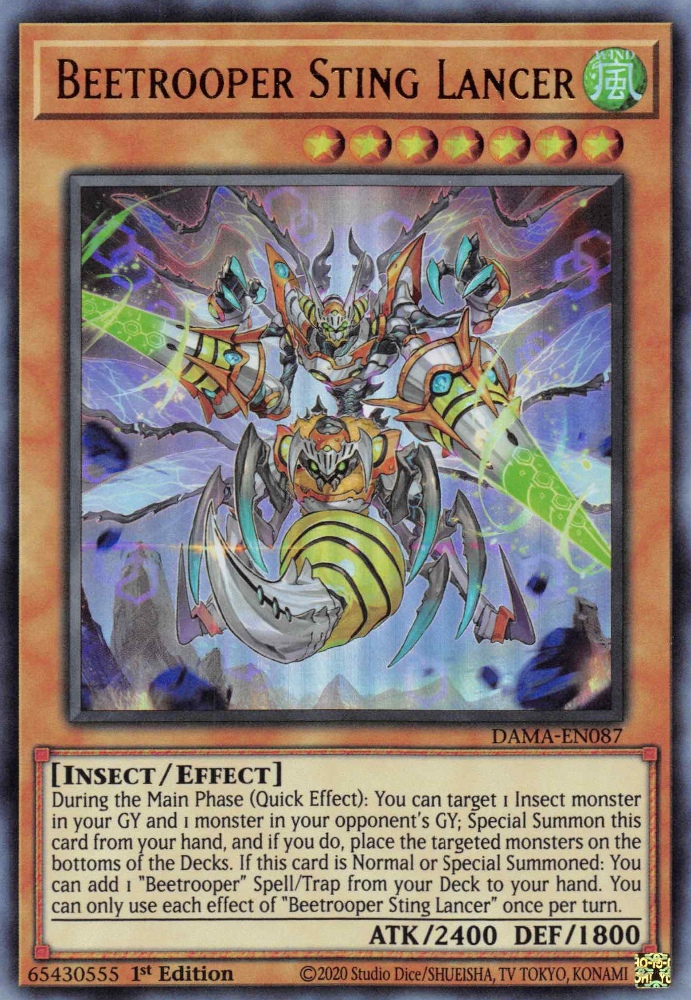 BEETROOPER STING LANCER
WIND
風
DAMA-EN087
[INSECT/EFFECT]
During the Main Phase (Quick Effect): You can target 1 Insect monster
in your GY and 1 monster in your opponent's GY; Special Summon this
card from your hand, and if you do, place the targeted monsters on the
bottoms of the Decks. If this card is Normal or Special Summoned: You
can add 1 "Beetrooper" Spell/Trap from your Deck to your hand. You
can only use each effect of "Beetrooper Sting Lancer" once per turn.
ATK/2400 DEF/1800
65430555 1st Edition ©2020 Studio Dice/SHUEISHA, TV TOKYO, KONAMI